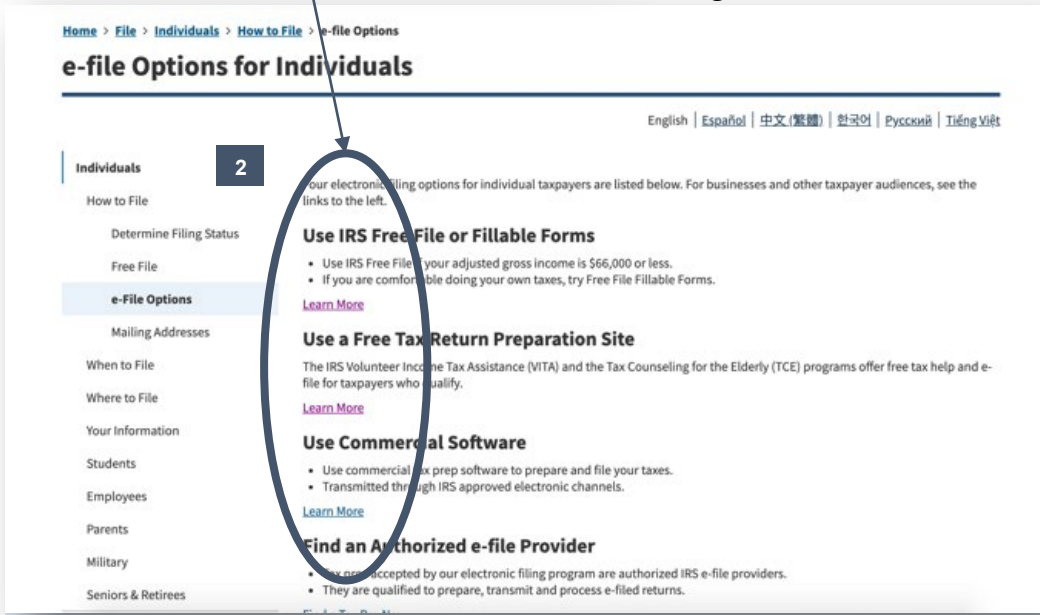 Home > File > Individuals > How to File > e-file Options
e-file Options for Individuals
English | Español | 中文 (繁體) | 한국어 | Русский | Tiếng Việt
Individuals
2
How to File
Determine Filing Status
Free File
e-File Options
Mailing Addresses
When to File
Where to File
Your Information
Students
Employees
Parents
Military
Seniors & Retirees
Your electronic filing options for individual taxpayers are listed below. For businesses and other taxpayer audiences, see the
links to the left.
Use IRS Free File or Fillable Forms
• Use IRS Free File if your adjusted gross income is $66,000 or less.
• If you are comfortable doing your own taxes, try Free File Fillable Forms.
Learn More
Use a Free Tax Return Preparation Site
The IRS Volunteer Income Tax Assistance (VITA) and the Tax Counseling for the Elderly (TCE) programs offer free tax help and e-
file for taxpayers who qualify.
Learn More
Use Commercial Software
• Use commercial tax prep software to prepare and file your taxes.
• Transmitted through IRS approved electronic channels.
Learn More
Find an Authorized e-file Provider
• Tax pros accepted by our electronic filing program are authorized IRS e-file providers.
• They are qualified to prepare, transmit and process e-filed returns.